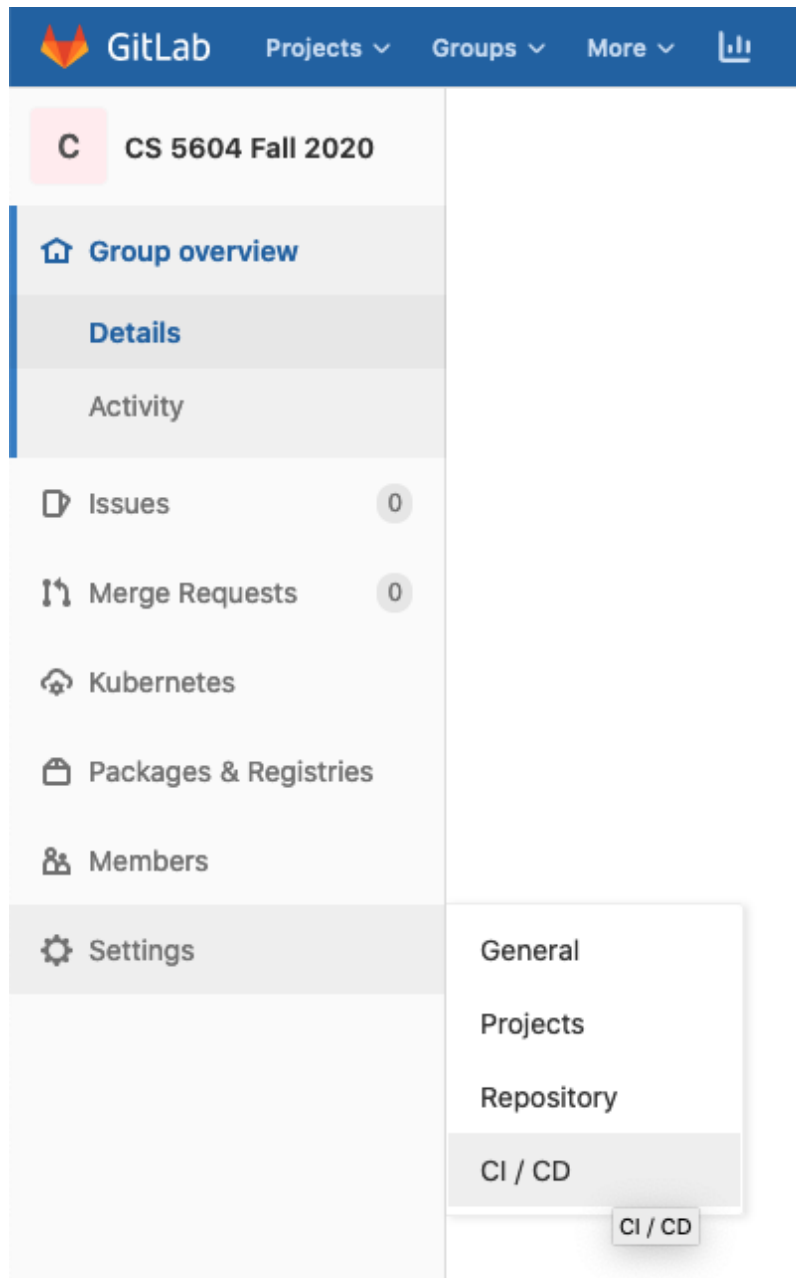 GitLab Projects Groups More
C CS 5604 Fall 2020
Group overview
Details
Activity
Issues 0
Merge Requests 0
Kubernetes
Packages & Registries
Members
Settings
General
Projects
Repository
CI / CD
CI / CD